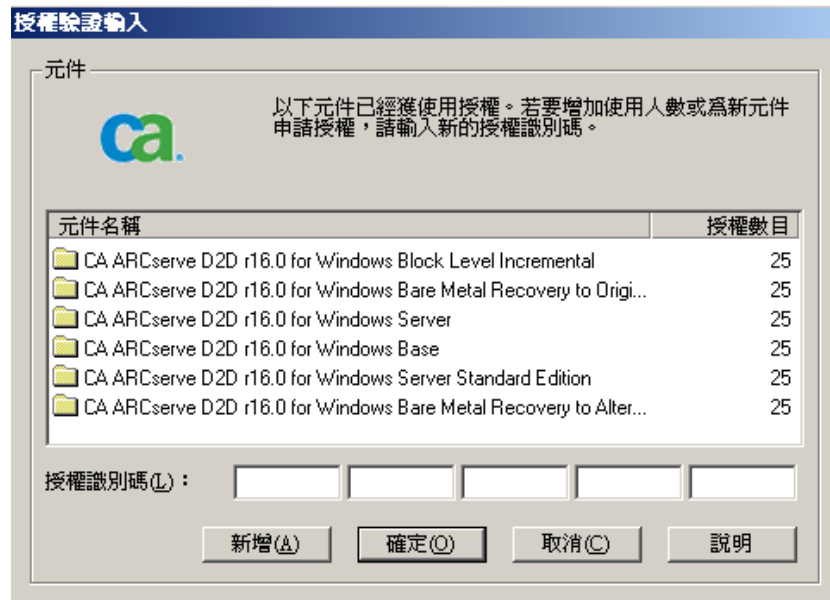 授權驗證輸入
元件
ca.
以下元件已經獲使用授權。若要增加使用人數或為新元件
申請授權，請輸入新的授權識別碼。
元件名稱 授權數目
CA ARCserve D2D r16.0 for Windows Block Level Incremental 25
CA ARCserve D2D r16.0 for Windows Bare Metal Recovery to Origi... 25
CA ARCserve D2D r16.0 for Windows Server 25
CA ARCserve D2D r16.0 for Windows Base 25
CA ARCserve D2D r16.0 for Windows Server Standard Edition 25
CA ARCserve D2D r16.0 for Windows Bare Metal Recovery to Alter... 25
授權識別碼(L)：
新增(A) 確定(O) 取消(C) 說明